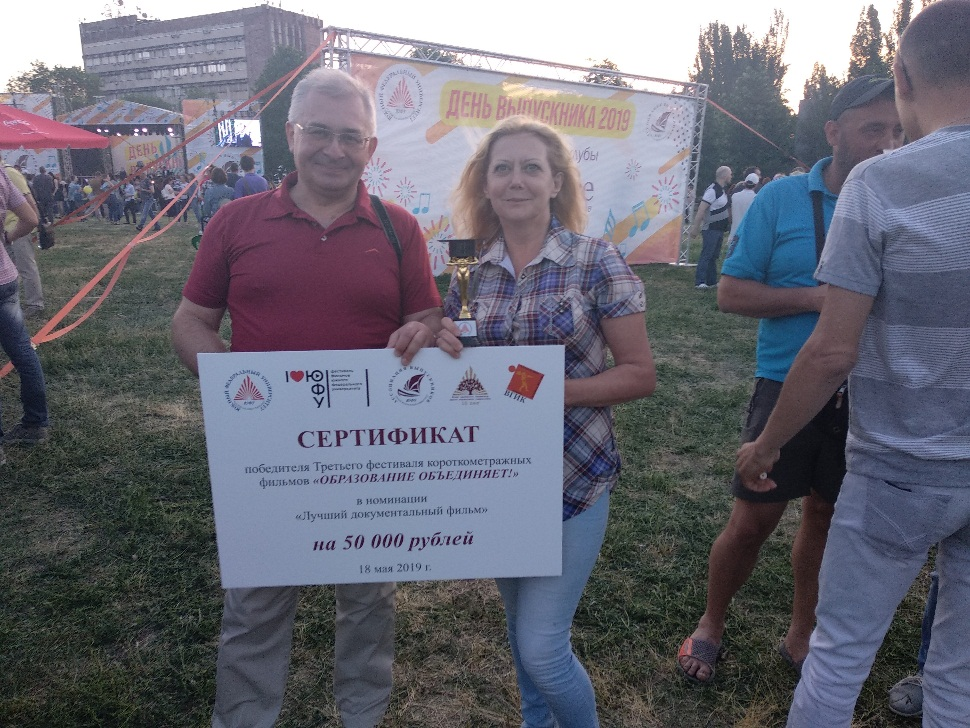 ДЕНЬ ВЫПУСКНИКА 2019
ДЕНЬ
I ЮФУ
СЕРТИФИКАТ
победителя Третьего фестиваля короткометражных
фильмов «ОБРАЗОВАНИЕ ОБЪЕДИНЯЕТ!»
в номинации
«Лучший документальный фильм»
на 50 000 рублей
18 мая 2019 г.
ВГИК